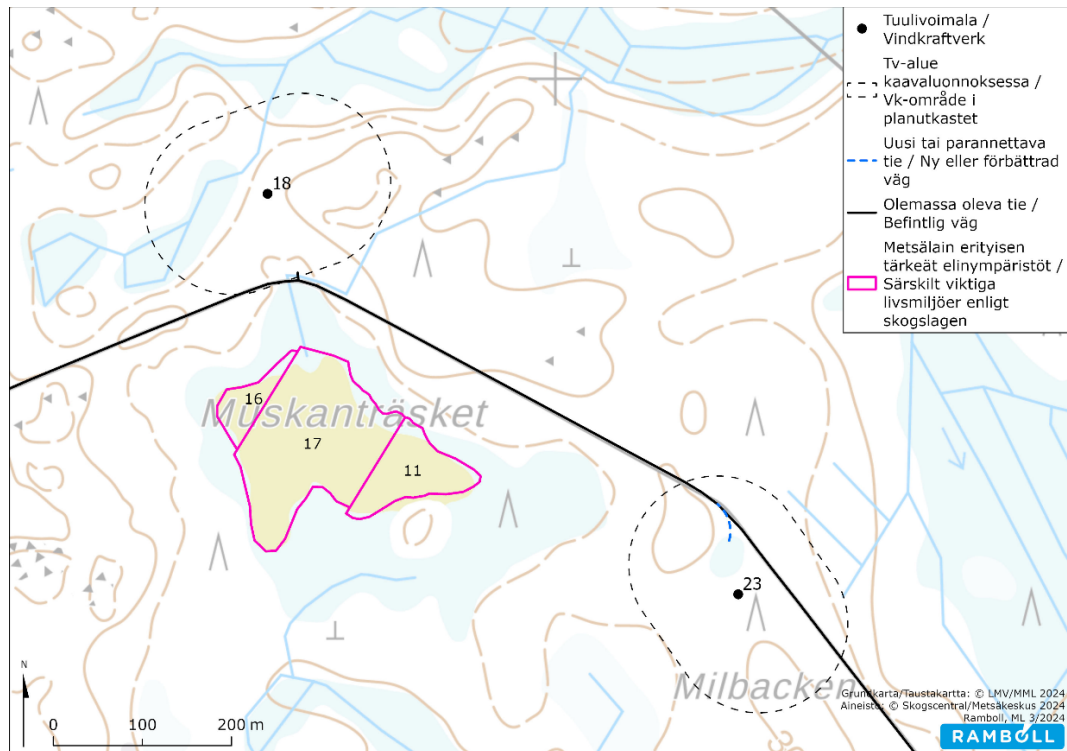 Tuulivoimala /
Vindkraftverk
Tv-alue
kaavaluonnoksessa /
Vk-område i
planutkastet
Uusi tai parannettava
tie / Ny eller förbättrad
väg
Olemassa oleva tie /
Befintlig väg
Metsälain erityisen
tärkeät elinympäristöt /
Särskilt viktiga
livsmiljöer enligt
skogslagen
18
16
Muskanträsket
17
11
23
Milbacken
N
0 100 200 m
Grundkarta/Taustakartta: © LMV/MML 2024
Aineisto: © Skogscentral/Metsäkeskus 2024
Ramboll, ML 3/2024
RAMBOLL